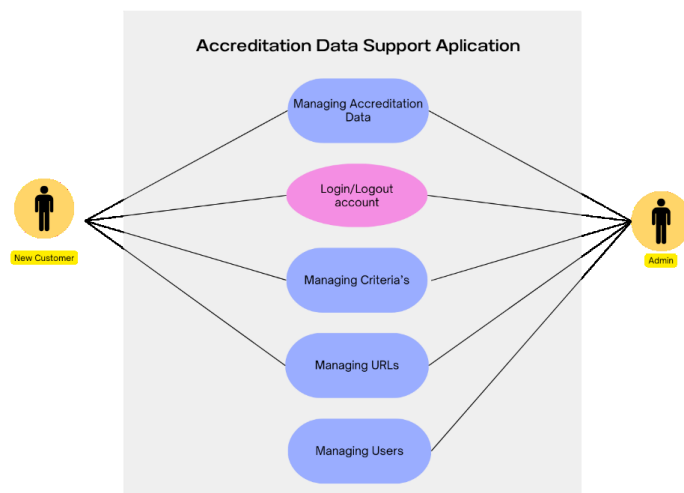 Accreditation Data Support Aplication
Managing Accreditation
Data
Login/Logout
account
New Customer
Admin
Managing Criteria's
Managing URLs
Managing Users